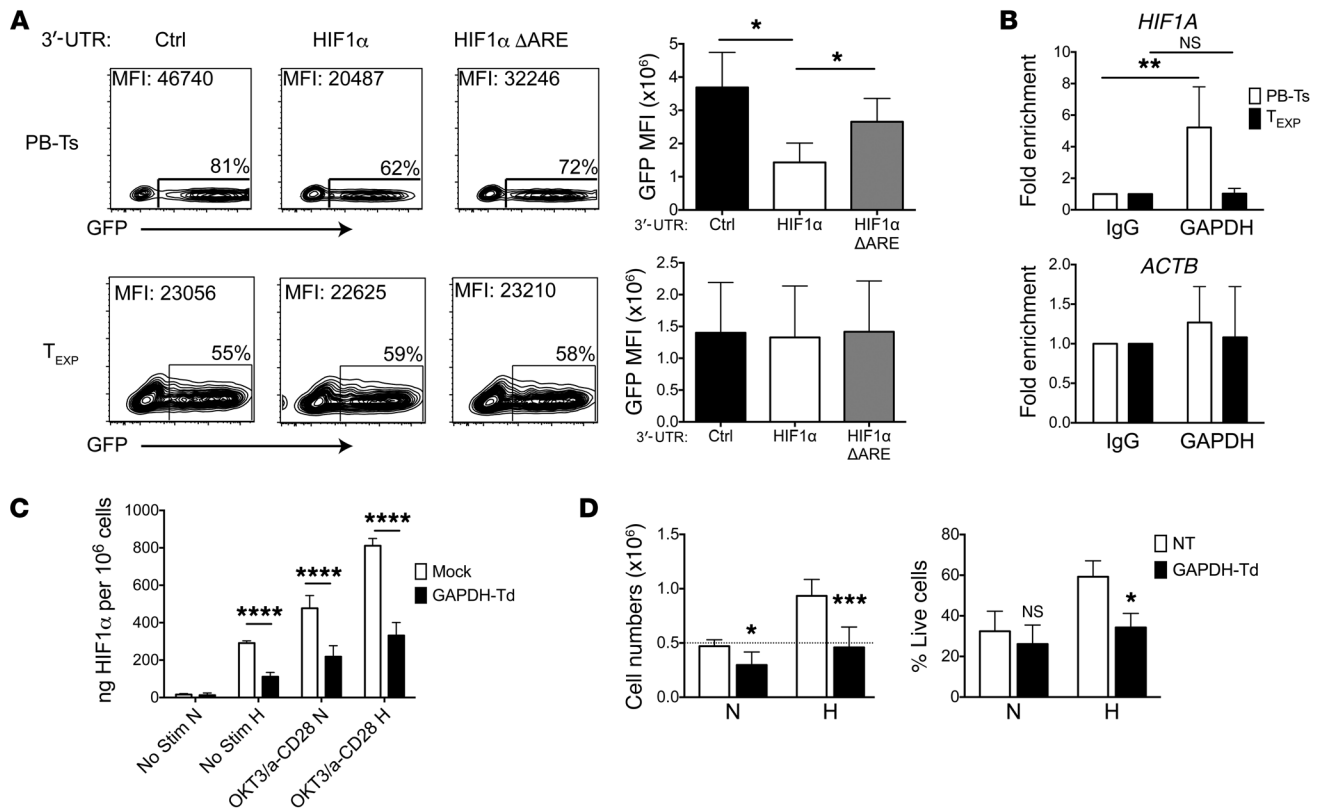 A
3′-UTR: Ctrl HIF1α HIF1α ΔARE
PB-Ts
MFI: 46740
81%
MFI: 20487
62%
MFI: 32246
72%
GFP
GFP MFI (x10⁶)
5
4
3
2
1
0
*
*
3′-UTR: Ctrl HIF1α HIF1α
ΔARE
T_EXP
MFI: 23056
55%
MFI: 22625
59%
MFI: 23210
58%
GFP
GFP MFI (x10⁶)
2.5
2.0
1.5
1.0
0.5
0.0
3′-UTR: Ctrl HIF1α HIF1α
ΔARE
B
HIF1A
Fold enrichment
10
8
6
4
2
0
NS
**
PB-Ts
T_EXP
IgG GAPDH
ACTB
Fold enrichment
2.0
1.5
1.0
0.5
0.0
IgG GAPDH
C
ng HIF1α per 10⁶ cells
1000
800
600
400
200
0
****
****
****
Mock
GAPDH-Td
No Stim N
No Stim H
OKT3/a-CD28 N
OKT3/a-CD28 H
D
Cell numbers (x10⁶)
1.5
1.0
0.5
0.0
*
***
N H
% Live cells
80
60
40
20
0
NS
*
N H
NT
GAPDH-Td